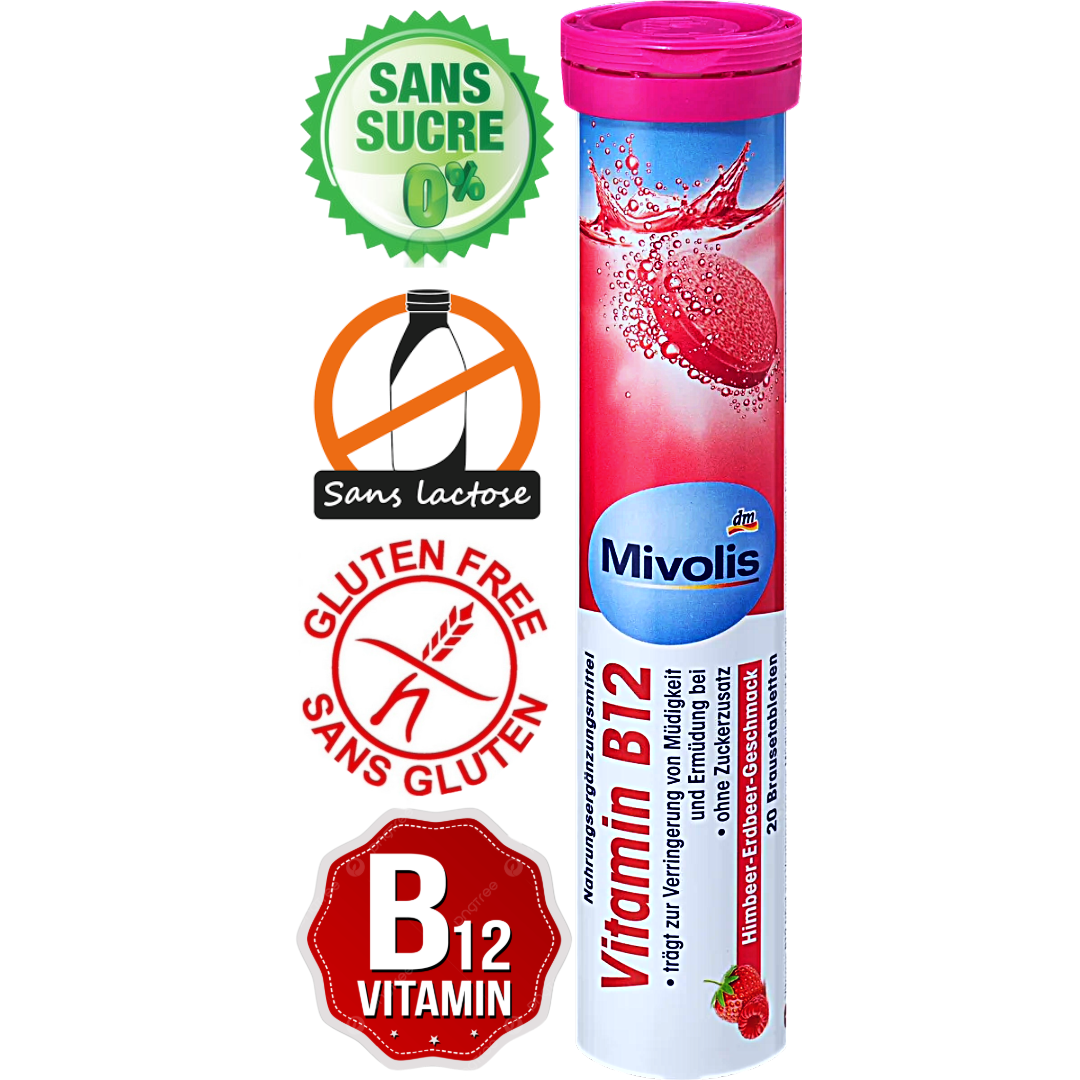 SANS
SUCRE
0%
Sans lactose
GLUTEN FREE
SANS GLUTEN
B12
VITAMIN
dm
Mivolis
Nahrungsergänzungsmittel
Vitamin B12
• trägt zur Verringerung von Müdigkeit
und Ermüdung bei
• ohne Zuckerzusatz
Himbeer-Erdbeer-Geschmack
20 Brausetabletten